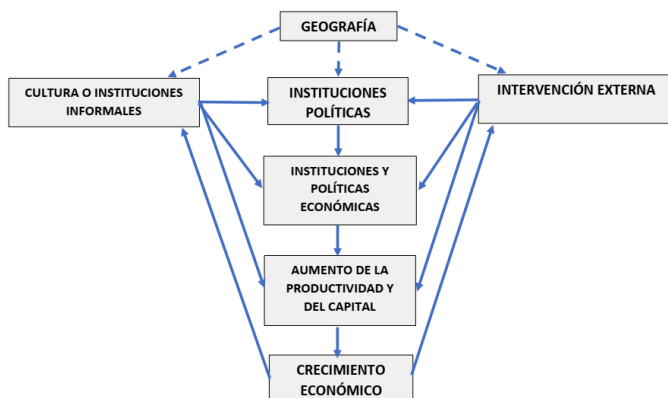 GEOGRAFÍA
CULTURA O INSTITUCIONES
INFORMALES
INSTITUCIONES
POLÍTICAS
INTERVENCIÓN EXTERNA
INSTITUCIONES Y
POLÍTICAS
ECONÓMICAS
AUMENTO DE LA
PRODUCTIVIDAD Y
DEL CAPITAL
CRECIMIENTO
ECONÓMICO